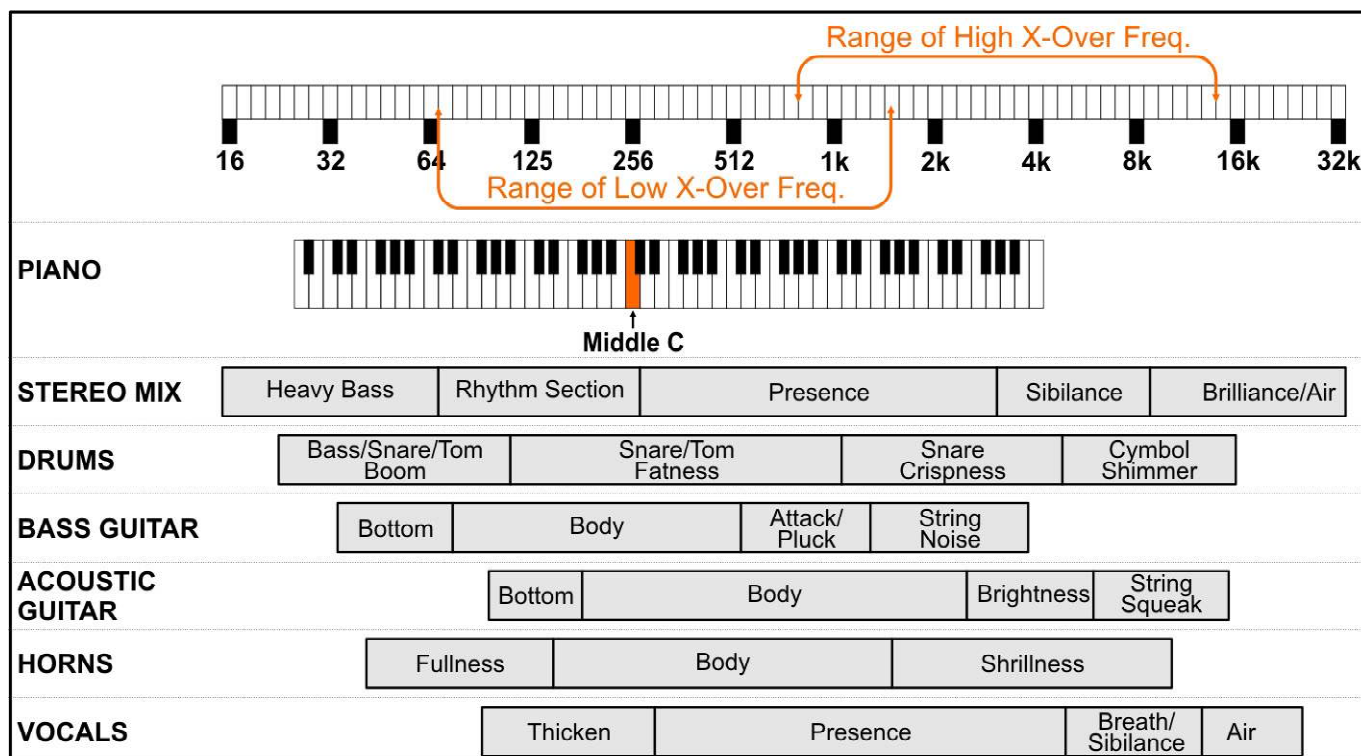 Range of High X-Over Freq.
16 32 64 125 256 512 1k 2k 4k 8k 16k 32k
Range of Low X-Over Freq.
PIANO
Middle C
STEREO MIX Heavy Bass Rhythm Section Presence Sibilance Brilliance/Air
DRUMS Bass/Snare/Tom Boom Snare/Tom Fatness Snare Crispness Cymbol Shimmer
BASS GUITAR Bottom Body Attack/Pluck String Noise
ACOUSTIC GUITAR Bottom Body Brightness String Squeak
HORNS Fullness Body Shrillness
VOCALS Thicken Presence Breath/Sibilance Air